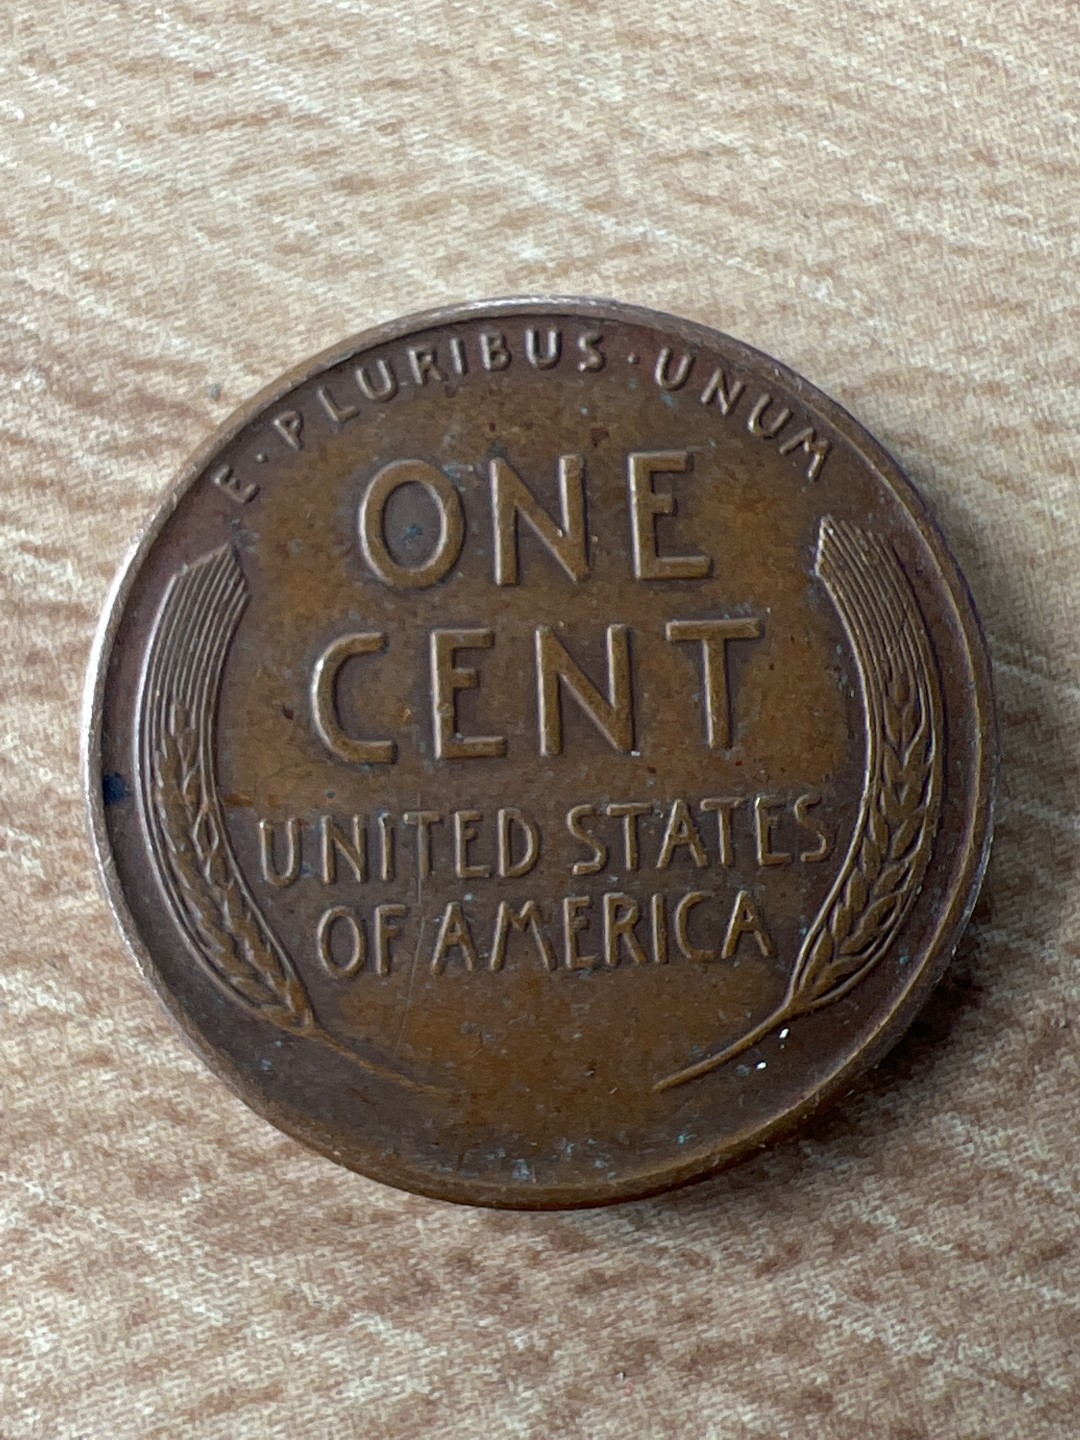 E·PLURIBUS·UNUM
ONE
CENT
UNITED STATES
OF AMERICA